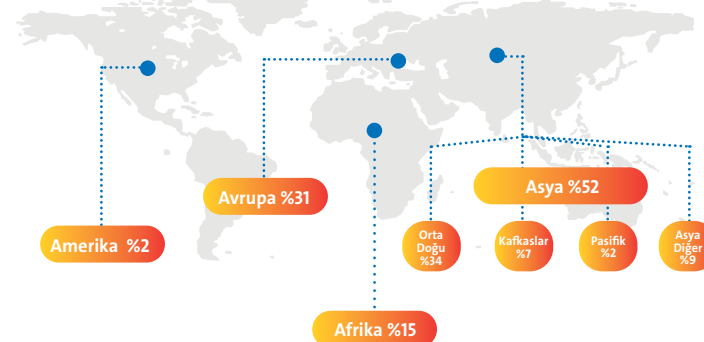 Amerika %2
Avrupa %31
Afrika %15
Asya %52
Orta
Doğu
%34
Kafkaslar
%7
Pasifik
%2
Asya
Diğer
%9